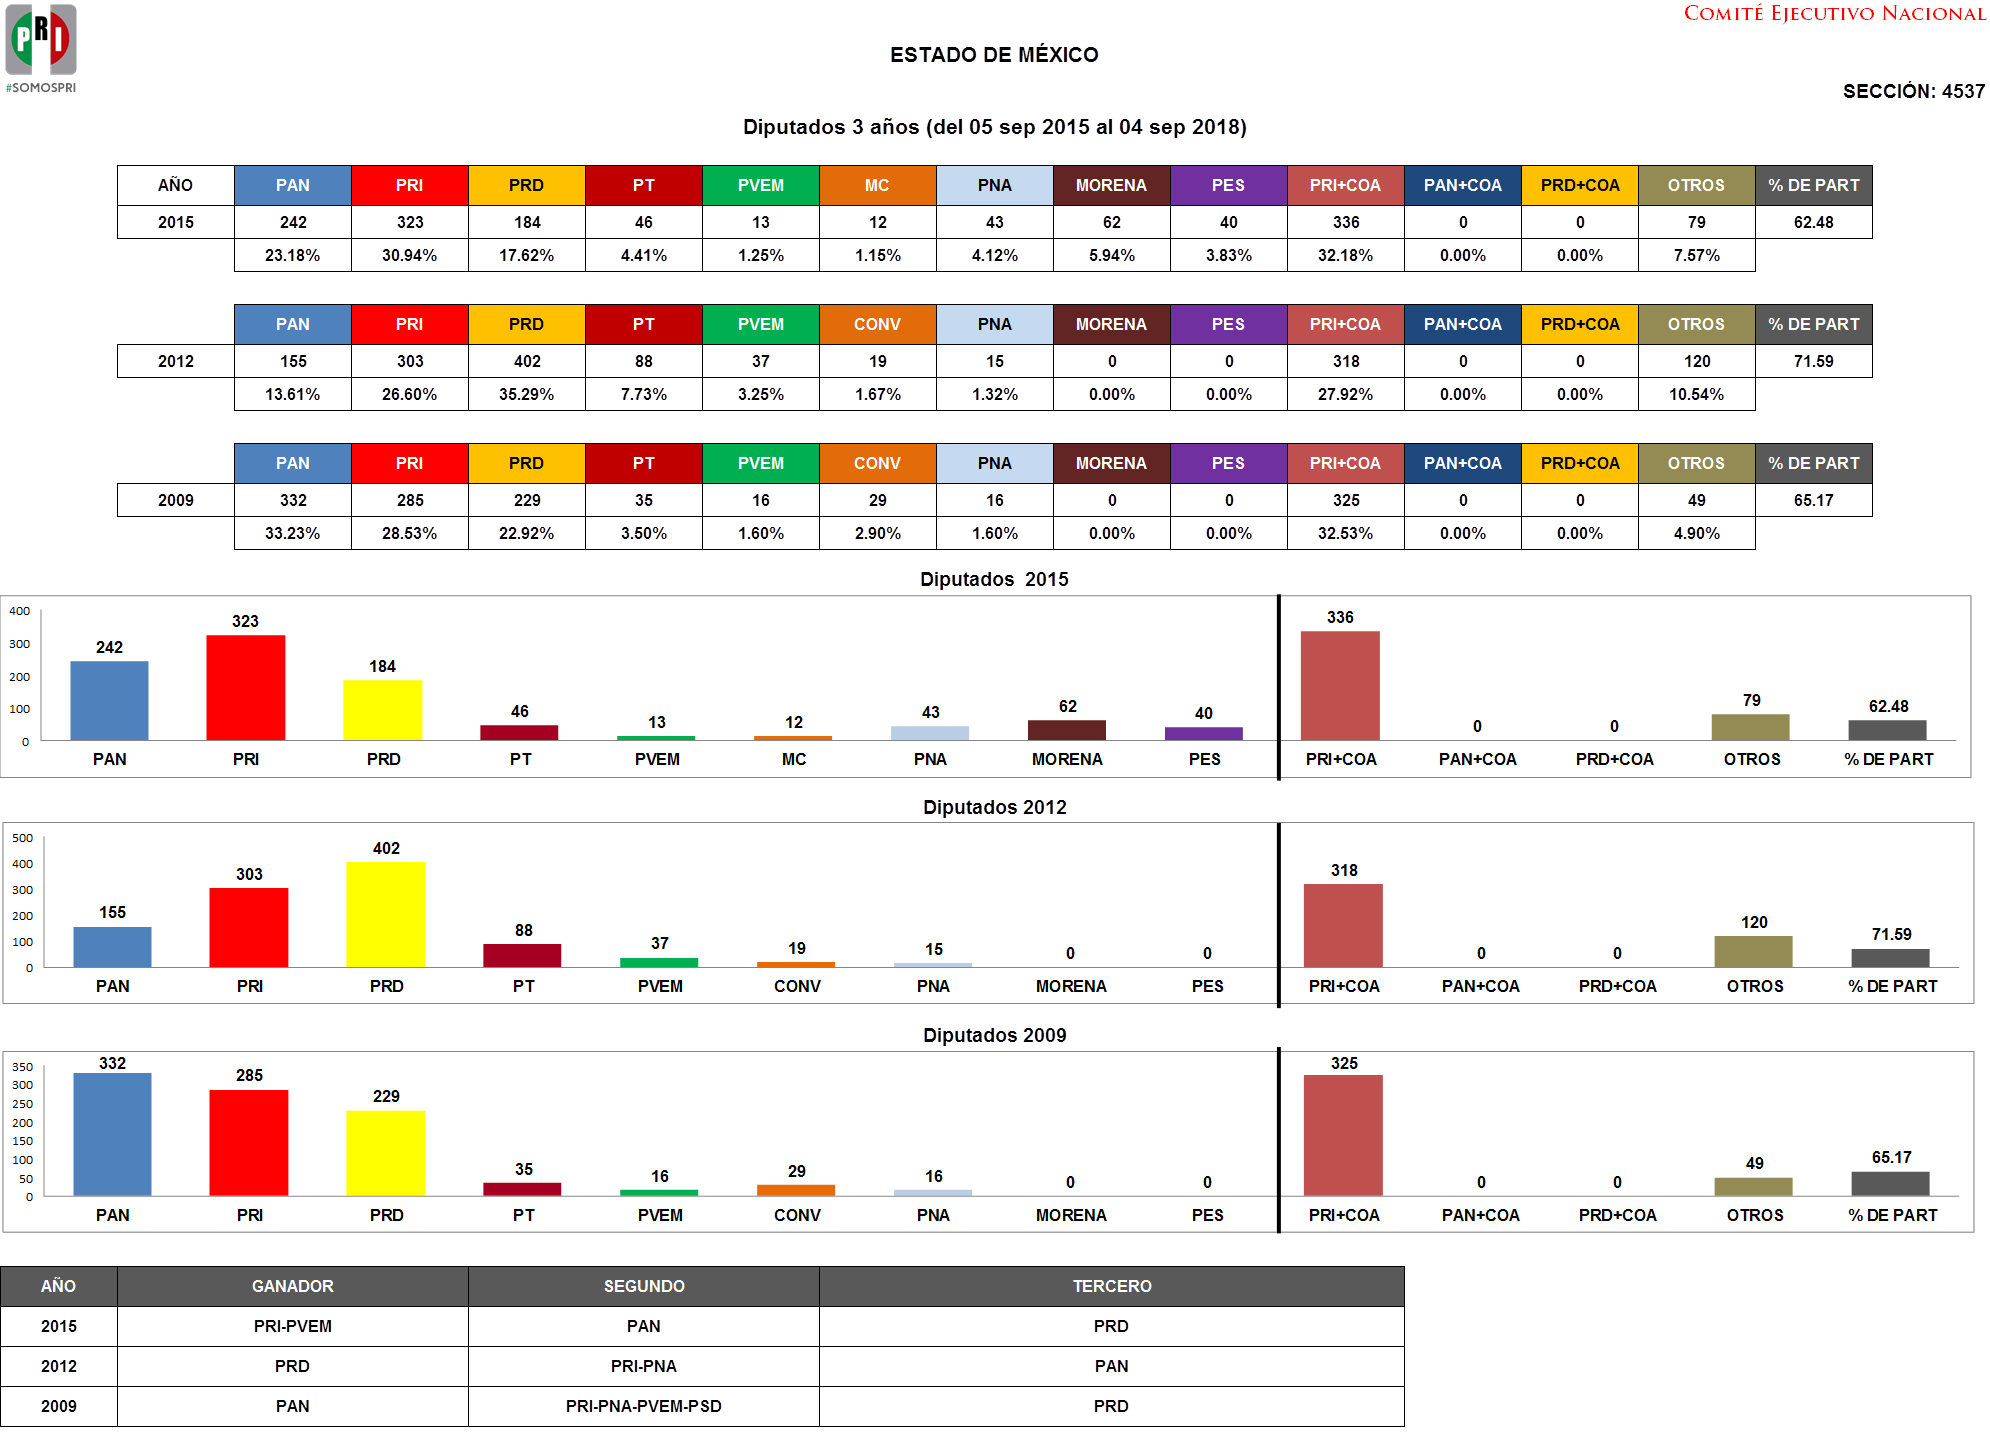 PRI
#SOMOSPRI
COMITÉ EJECUTIVO NACIONAL
ESTADO DE MÉXICO
SECCIÓN: 4537
Diputados 3 años (del 05 sep 2015 al 04 sep 2018)
AÑO PAN PRI PRD PT PVEM MC PNA MORENA PES PRI+COA PAN+COA PRD+COA OTROS % DE PART
2015 242 323 184 46 13 12 43 62 40 336 0 0 79 62.48
23.18% 30.94% 17.62% 4.41% 1.25% 1.15% 4.12% 5.94% 3.83% 32.18% 0.00% 0.00% 7.57%
PAN PRI PRD PT PVEM CONV PNA MORENA PES PRI+COA PAN+COA PRD+COA OTROS % DE PART
2012 155 303 402 88 37 19 15 0 0 318 0 0 120 71.59
13.61% 26.60% 35.29% 7.73% 3.25% 1.67% 1.32% 0.00% 0.00% 27.92% 0.00% 0.00% 10.54%
PAN PRI PRD PT PVEM CONV PNA MORENA PES PRI+COA PAN+COA PRD+COA OTROS % DE PART
2009 332 285 229 35 16 29 16 0 0 325 0 0 49 65.17
33.23% 28.53% 22.92% 3.50% 1.60% 2.90% 1.60% 0.00% 0.00% 32.53% 0.00% 0.00% 4.90%
Diputados 2015
400
300
200
100
0
242 323 184 46 13 12 43 62 40 336 0 0 79 62.48
PAN PRI PRD PT PVEM MC PNA MORENA PES PRI+COA PAN+COA PRD+COA OTROS % DE PART
Diputados 2012
500
400
300
200
100
0
155 303 402 88 37 19 15 0 0 318 0 0 120 71.59
PAN PRI PRD PT PVEM CONV PNA MORENA PES PRI+COA PAN+COA PRD+COA OTROS % DE PART
Diputados 2009
350
300
250
200
150
100
50
0
332 285 229 35 16 29 16 0 0 325 0 0 49 65.17
PAN PRI PRD PT PVEM CONV PNA MORENA PES PRI+COA PAN+COA PRD+COA OTROS % DE PART
AÑO GANADOR SEGUNDO TERCERO
2015 PRI-PVEM PAN PRD
2012 PRD PRI-PNA PAN
2009 PAN PRI-PNA-PVEM-PSD PRD